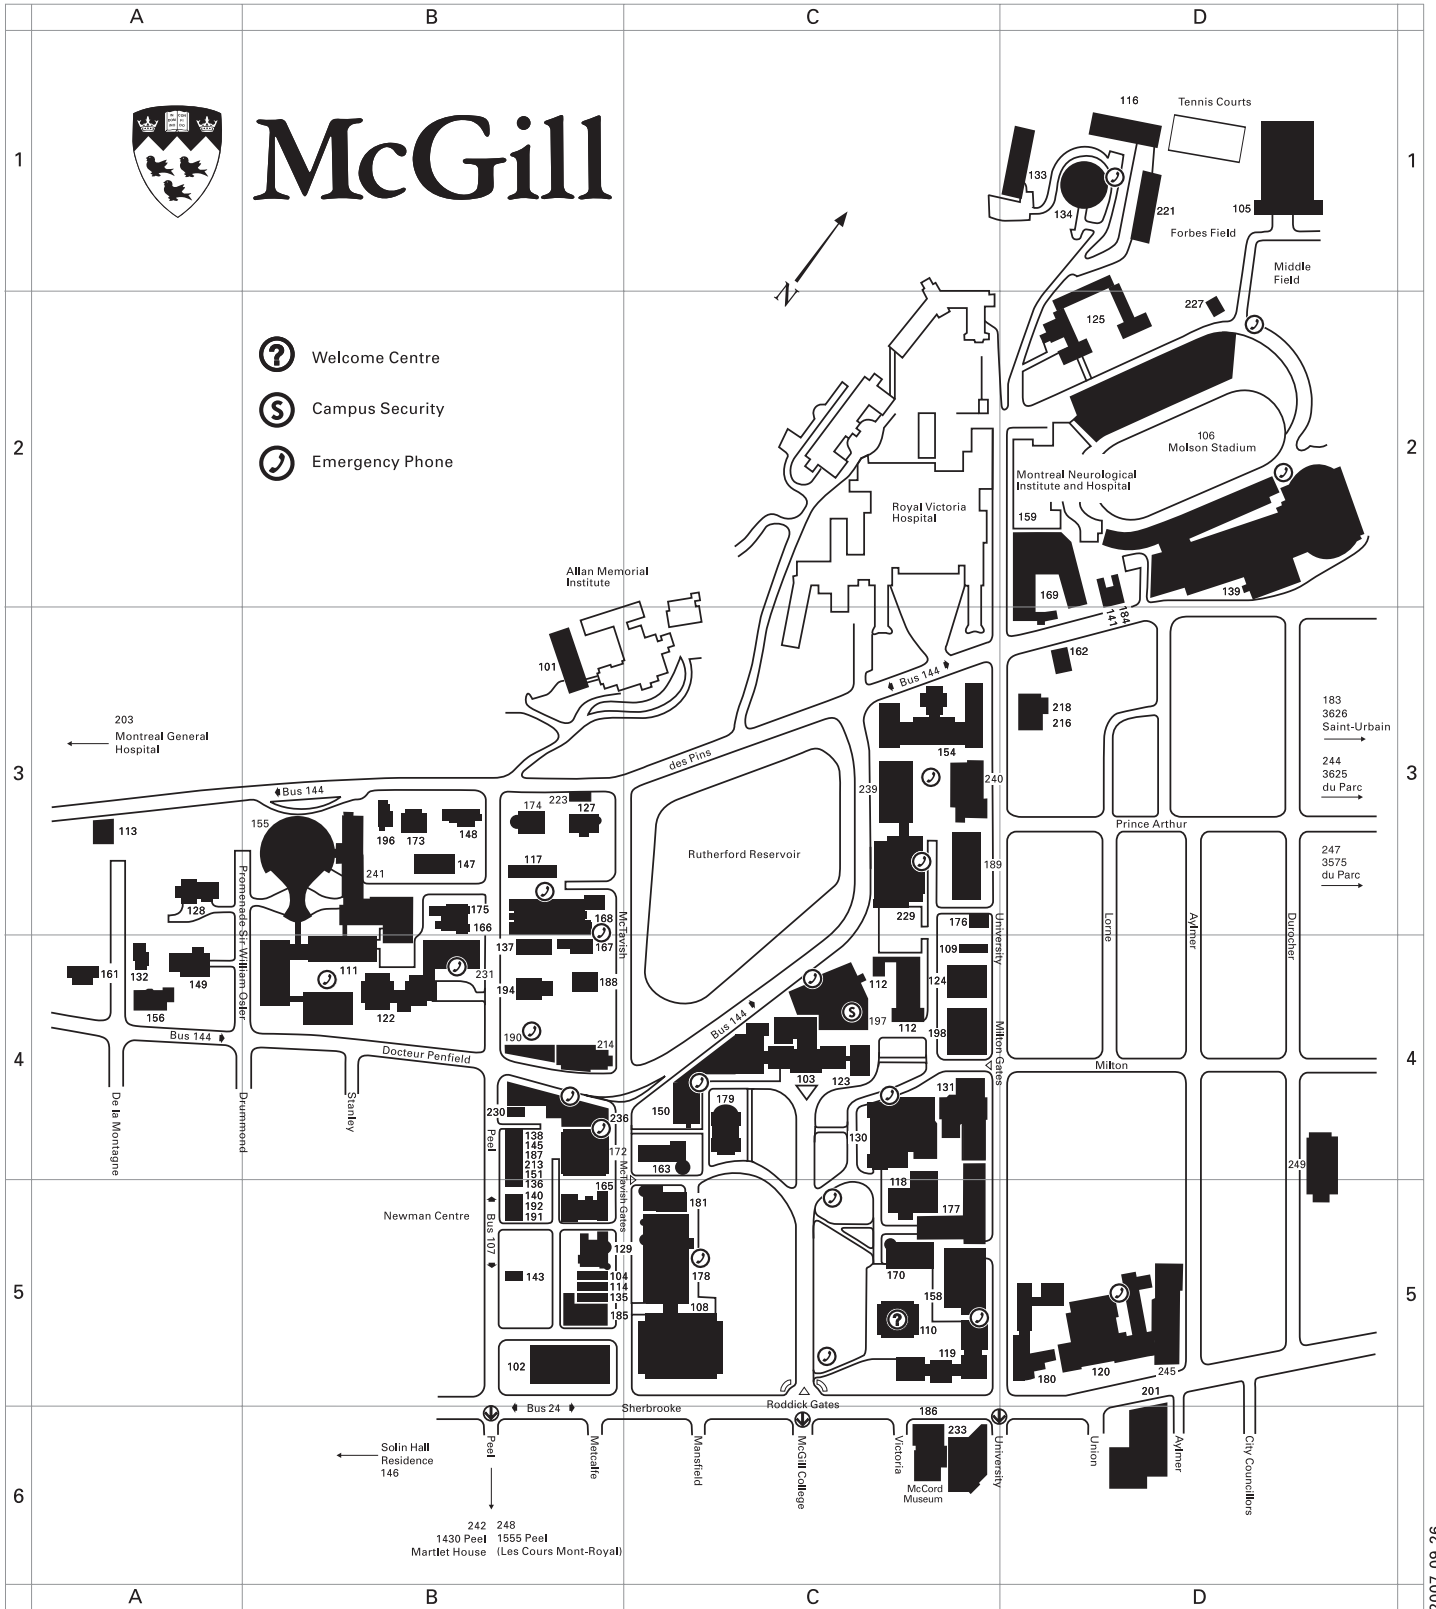 A
B
C
D
1
McGill
116
Tennis Courts
133
134
221
105
Forbes Field
Middle
Field
N
1
? Welcome Centre
S Campus Security
Emergency Phone
2
125
227
106
Molson Stadium
Montreal Neurological
Institute and Hospital
159
Royal Victoria
Hospital
169
184
141
139
2
Allan Memorial
Institute
101
203
Montreal General
Hospital
3
des Pins
Bus 144
Bus 144
154
239
240
162
218
216
183
3626
Saint-Urbain
244
3625
du Parc
247
3575
du Parc
3
Prince Arthur
113
155
196
173
148
174
223
127
147
117
241
Rutherford Reservoir
189
229
176
128
Promenade Sir William Osler
175
166
168
McTavish
University
Lorne
Aylmer
Durocher
161
132
149
156
111
122
231
137
167
194
188
109
124
112
112
197
S
198
Milton Gates
Milton
4
Bus 144
Docteur Penfield
190
214
Bus 144
103
123
131
4
De la Montagne
Drummond
Stanley
Peel
230
236
150
179
130
138
145
187
213
151
136
172
163
McTavish Gates
118
249
140
192
191
165
181
177
Newman Centre
Bus 107
5
143
129
104
114
135
185
178
108
170
158
?
110
119
102
180
120
245
201
5
Bus 24
Sherbrooke
Roddick Gates
186
233
McCord
Museum
Solin Hall
Residence
146
Peel
Metcalfe
Mansfield
McGill College
Victoria
University
Union
Aylmer
City Councillors
6
242
1430 Peel
Martlet House
248
1555 Peel
(Les Cours Mont-Royal)
6
A
B
C
D
2007.09.26